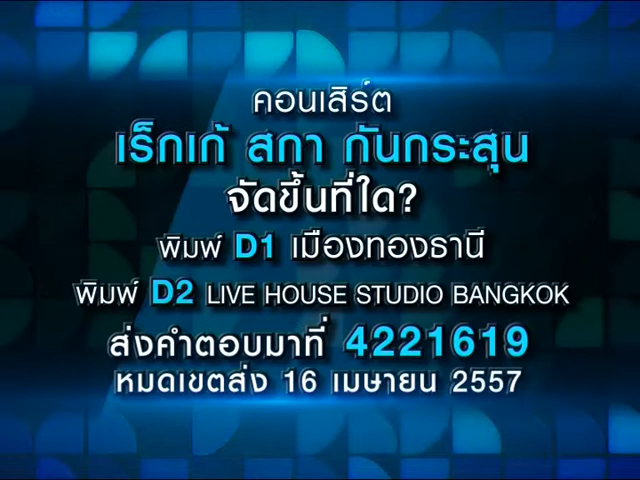 คอนเสิร์ต
เร็กเก้ สกา กันกระสุน
จัดขึ้นที่ใด?
พิมพ์ D1 เมืองทองธานี
พิมพ์ D2 LIVE HOUSE STUDIO BANGKOK
ส่งคำตอบมาที่ 4221619
หมดเขตส่ง 16 เมษายน 2557